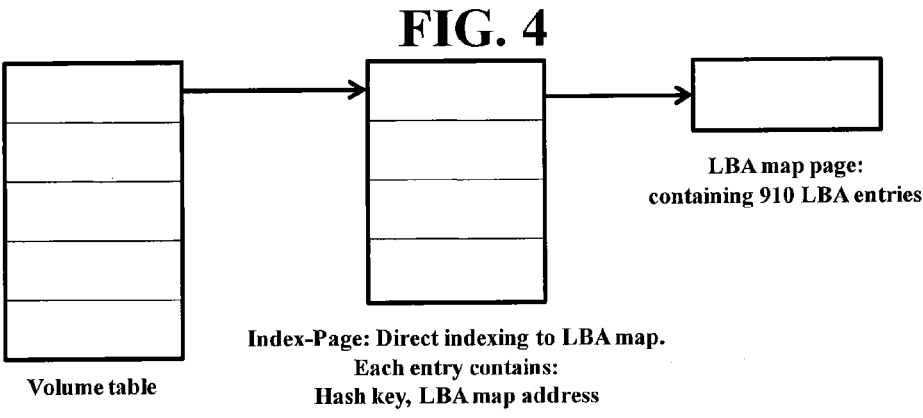 FIG. 4
LBA map page:
containing 910 LBA entries
Index-Page: Direct indexing to LBA map.
Each entry contains:
Hash key, LBA map address
Volume table